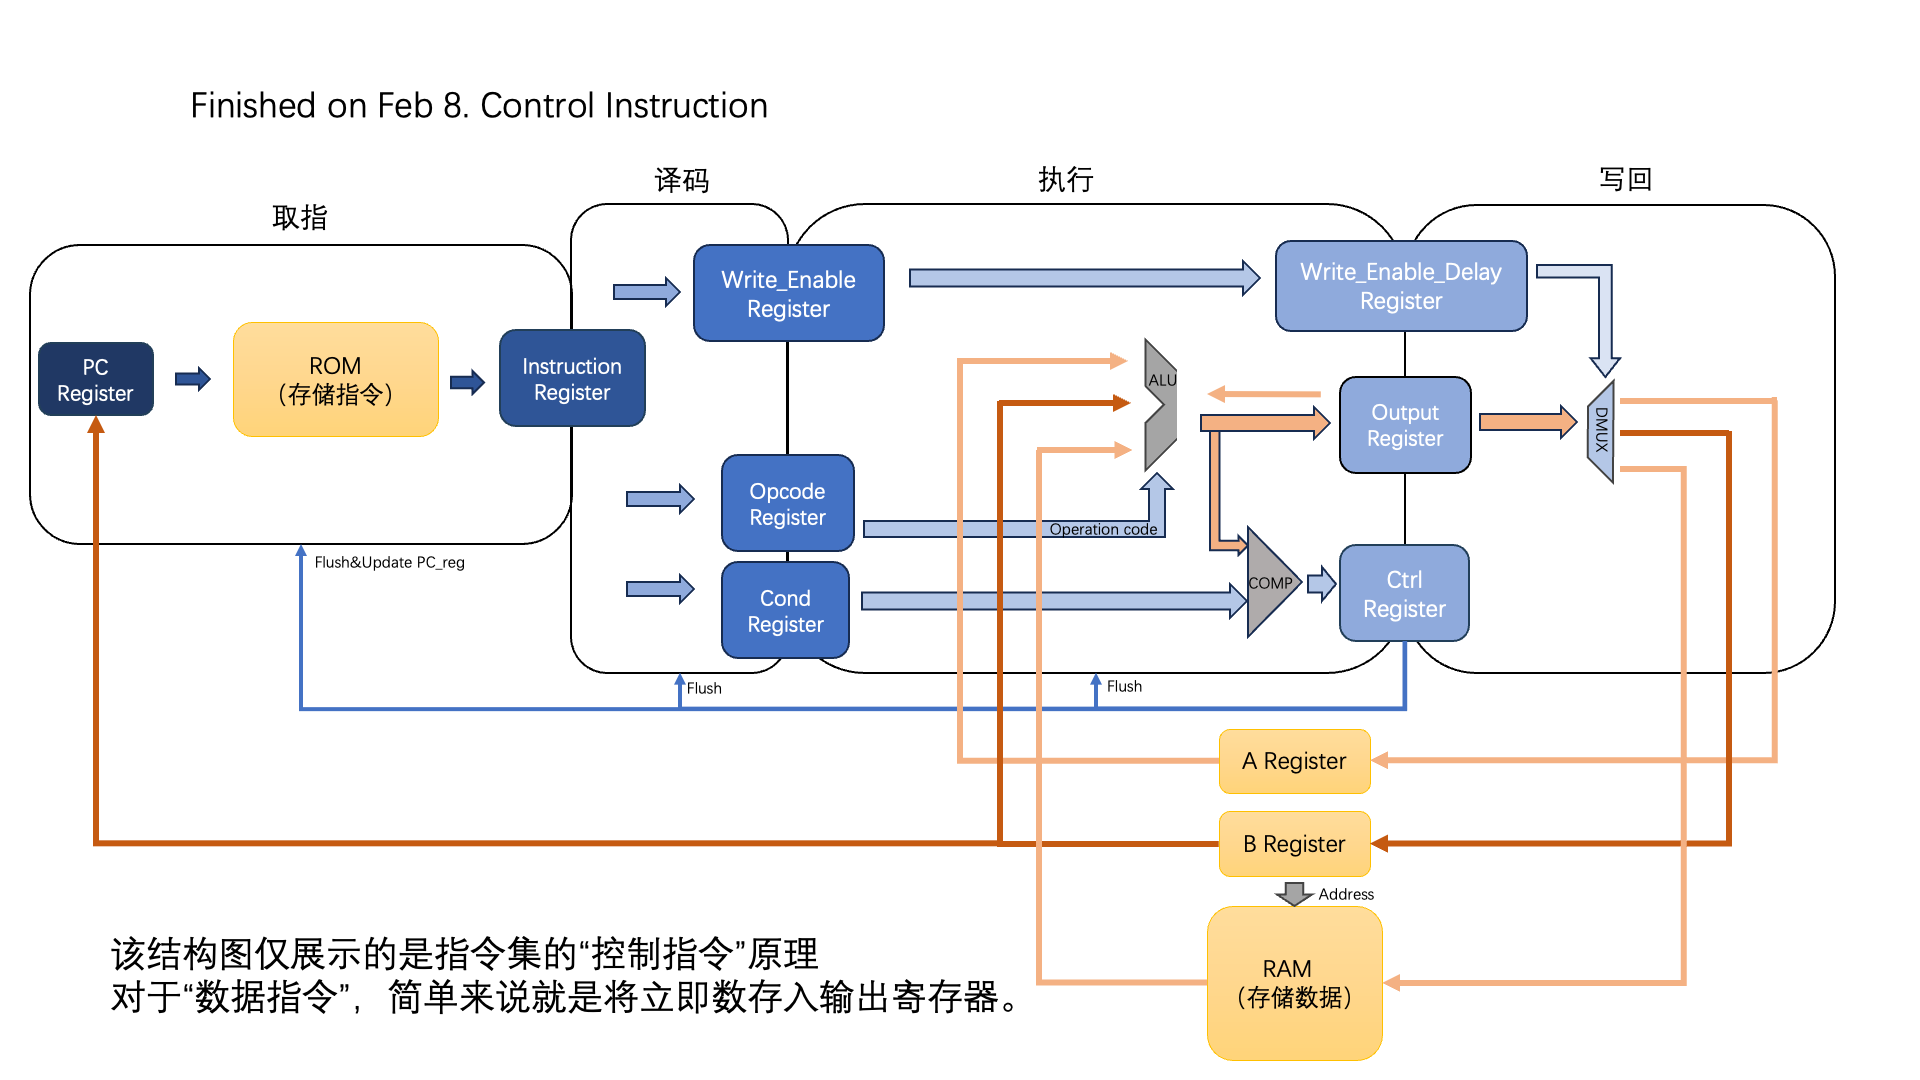 Finished on Feb 8. Control Instruction
取指
译码
执行
写回
PC
Register
ROM
（存储指令）
Instruction
Register
Write_Enable
Register
Opcode
Register
Cond
Register
Operation code
ALU
COMP
Write_Enable_Delay
Register
Output
Register
Ctrl
Register
DMUX
Flush&Update PC_reg
Flush
Flush
A Register
B Register
Address
RAM
（存储数据）
该结构图仅展示的是指令集的“控制指令”原理
对于“数据指令”，简单来说就是将立即数存入输出寄存器。